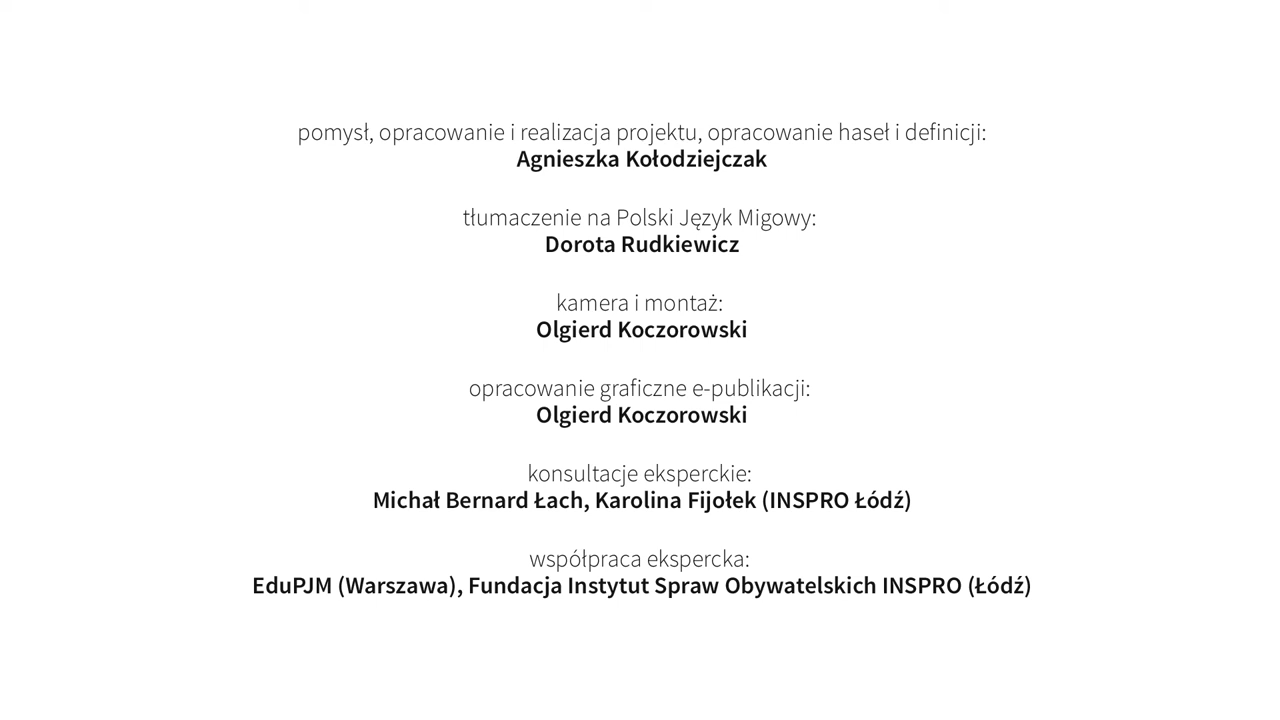 pomysł, opracowanie i realizacja projektu, opracowanie haseł i definicji:
Agnieszka Kołodziejczak
tłumaczenie na Polski Język Migowy:
Dorota Rudkiewicz
kamera i montaż:
Olgierd Koczorowski
opracowanie graficzne e-publikacji:
Olgierd Koczorowski
konsultacje eksperckie:
Michał Bernard Łach, Karolina Fijołek (INSPRO Łódź)
współpraca ekspercka:
EduPJM (Warszawa), Fundacja Instytut Spraw Obywatelskich INSPRO (Łódź)